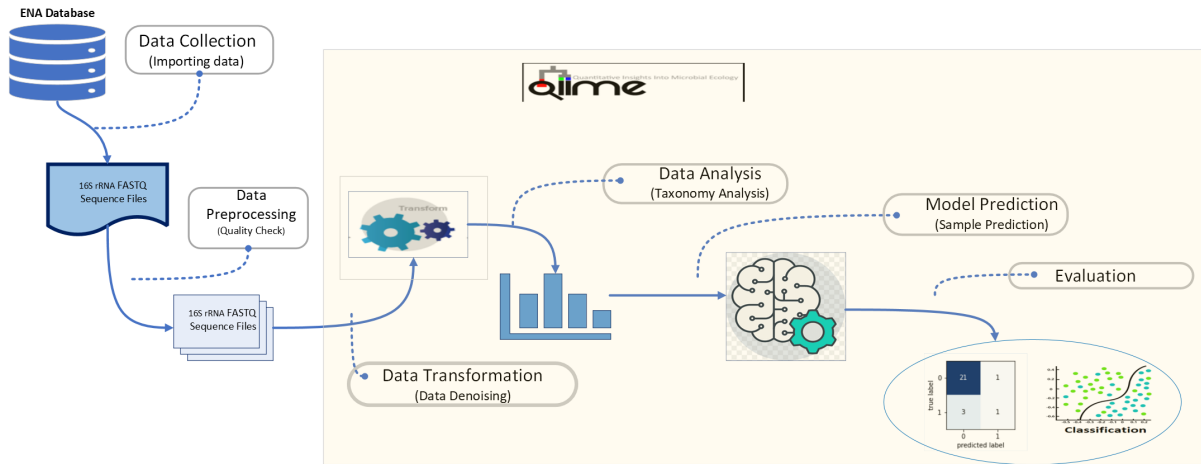 ENA Database
Data Collection
(Importing data)
16S rRNA FASTQ
Sequence Files
Data
Preprocessing
(Quality Check)
16S rRNA FASTQ
Sequence Files
Quantitative Insights Into Microbial Ecology
QIIME
Transform
Data Transformation
(Data Denoising)
Data Analysis
(Taxonomy Analysis)
Model Prediction
(Sample Prediction)
Evaluation
true label
0
21
1
1
3
1
0
1
predicted label
Classification